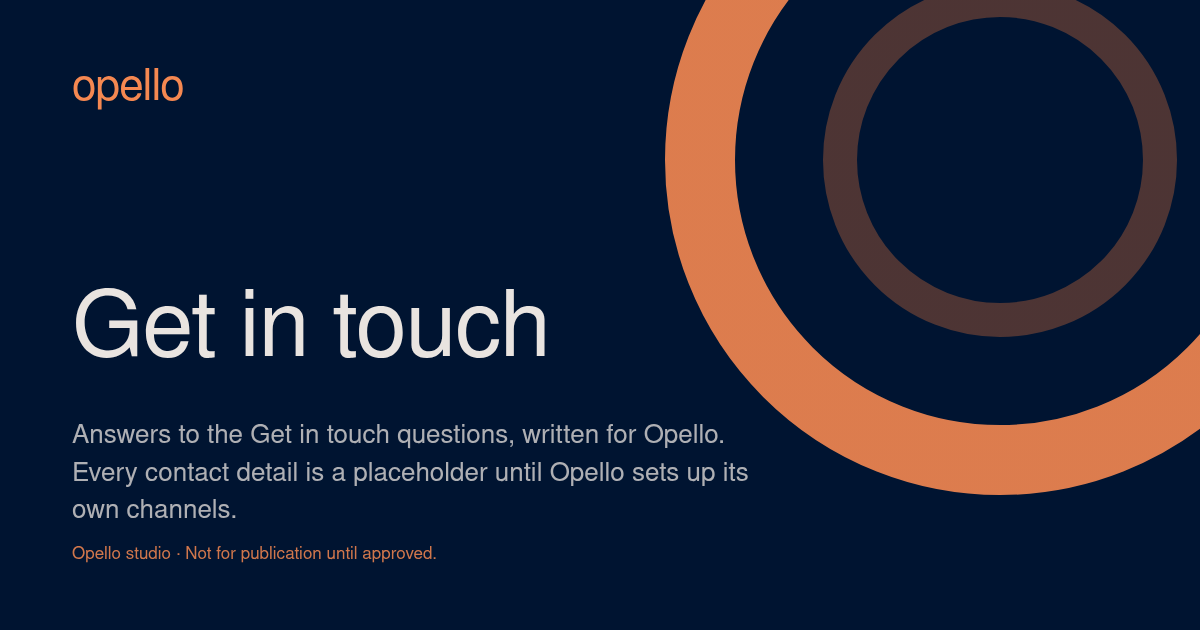 opello
Get in touch
Answers to the Get in touch questions, written for Opello.
Every contact detail is a placeholder until Opello sets up its
own channels.
Opello studio · Not for publication until approved.